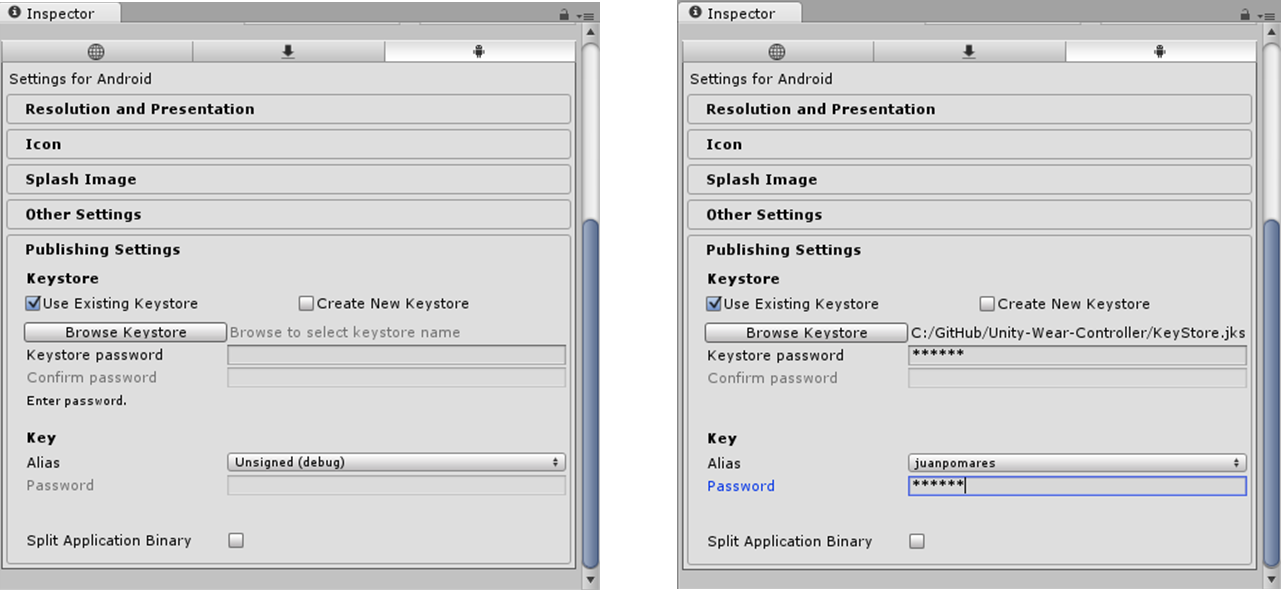 Inspector
Settings for Android
Resolution and Presentation
Icon
Splash Image
Other Settings
Publishing Settings
Keystore
Use Existing Keystore Create New Keystore
Browse Keystore Browse to select keystore name
Keystore password
Confirm password
Enter password.
Key
Alias Unsigned (debug)
Password
Split Application Binary
Inspector
Settings for Android
Resolution and Presentation
Icon
Splash Image
Other Settings
Publishing Settings
Keystore
Use Existing Keystore Create New Keystore
Browse Keystore C:/GitHub/Unity-Wear-Controller/KeyStore.jks
Keystore password ******
Confirm password
Key
Alias juanpomares
Password ******
Split Application Binary